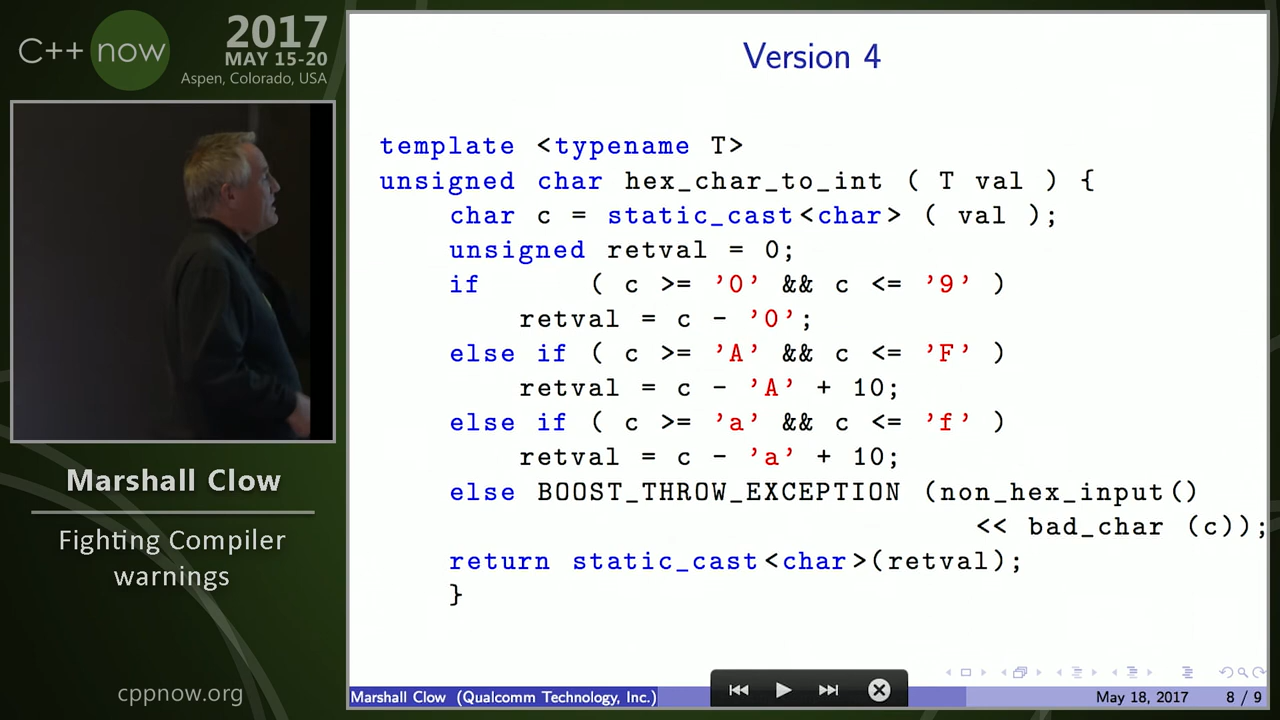 C++ now
2017
MAY 15-20
Aspen, Colorado, USA
Marshall Clow
Fighting Compiler
warnings
cppnow.org
Version 4
template <typename T>
unsigned char hex_char_to_int ( T val ) {
    char c = static_cast<char> ( val );
    unsigned retval = 0;
    if      ( c >= '0' && c <= '9' )
        retval = c - '0';
    else if ( c >= 'A' && c <= 'F' )
        retval = c - 'A' + 10;
    else if ( c >= 'a' && c <= 'f' )
        retval = c - 'a' + 10;
    else BOOST_THROW_EXCEPTION (non_hex_input()
                                  << bad_char (c));
    return static_cast<char>(retval);
    }
Marshall Clow (Qualcomm Technology, Inc.) May 18, 2017 8 / 9